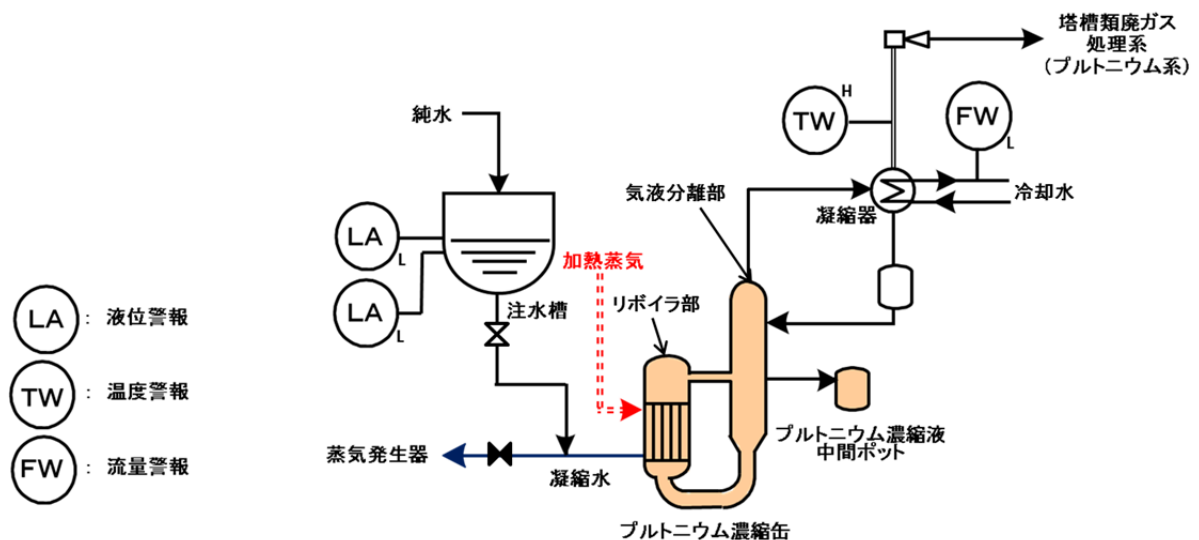 塔槽類廃ガス
処理系
(プルトニウム系)
H
TW
FW
L
純水
気液分離部
冷却水
凝縮器
LA
L
加熱蒸気
LA
L
注水槽
リボイラ部
LA : 液位警報
TW : 温度警報
FW : 流量警報
プルトニウム濃縮液
中間ポット
蒸気発生器
凝縮水
プルトニウム濃縮缶